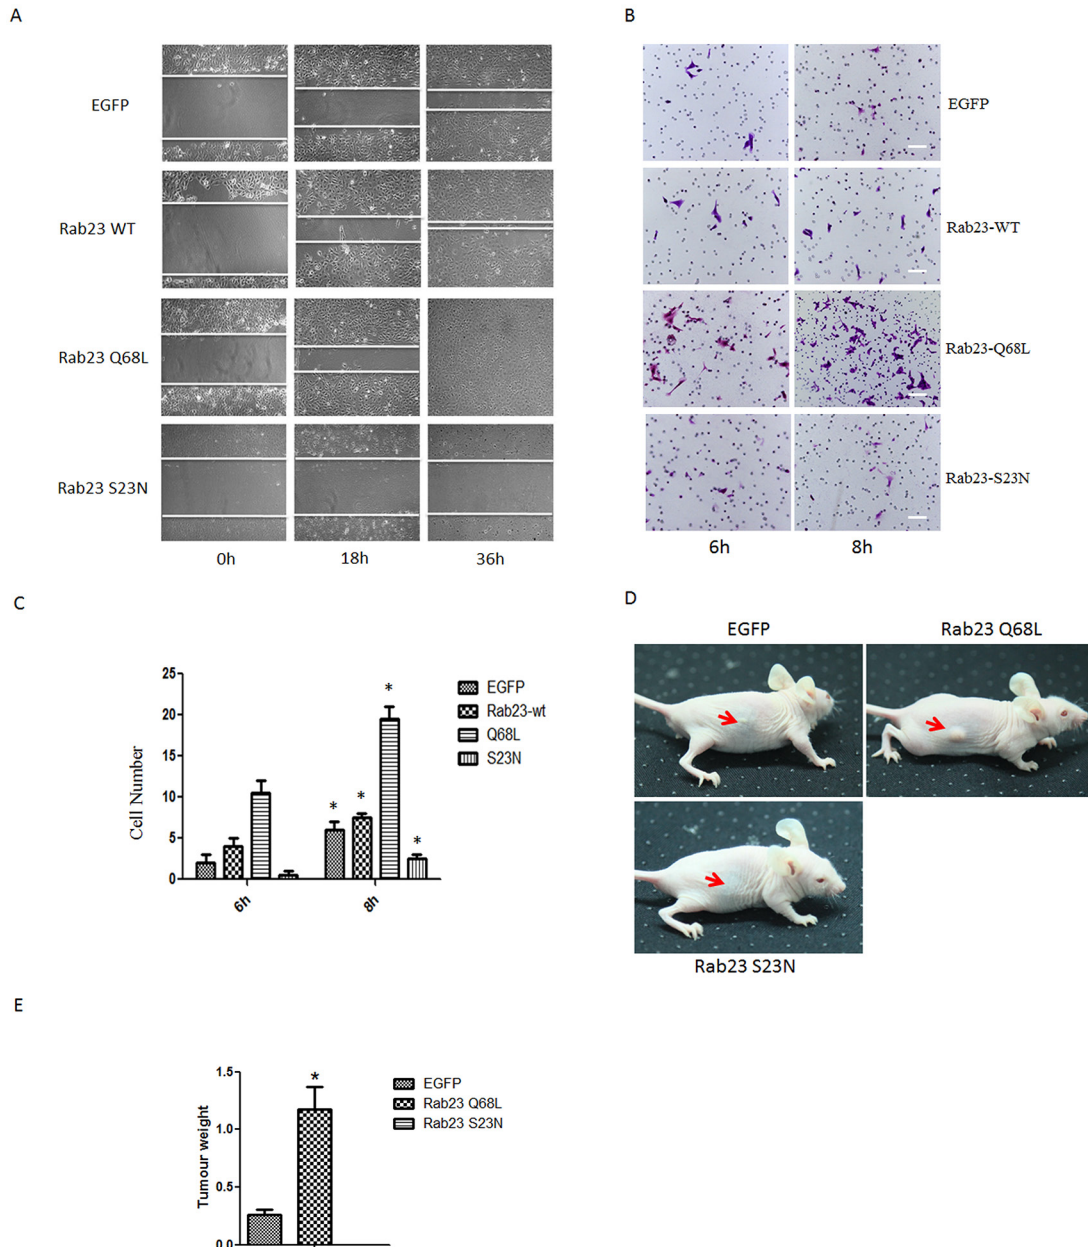 A
EGFP
Rab23 WT
Rab23 Q68L
Rab23 S23N
0h 18h 36h
B
EGFP
Rab23-WT
Rab23-Q68L
Rab23-S23N
6h 8h
C
Cell Number
25
20
15
10
5
0
* * * *
6h 8h
EGFP
Rab23-wt
Q68L
S23N
D
EGFP Rab23 Q68L
Rab23 S23N
E
Tumour weight
1.5
1.0
0.5
0.0
*
EGFP
Rab23 Q68L
Rab23 S23N